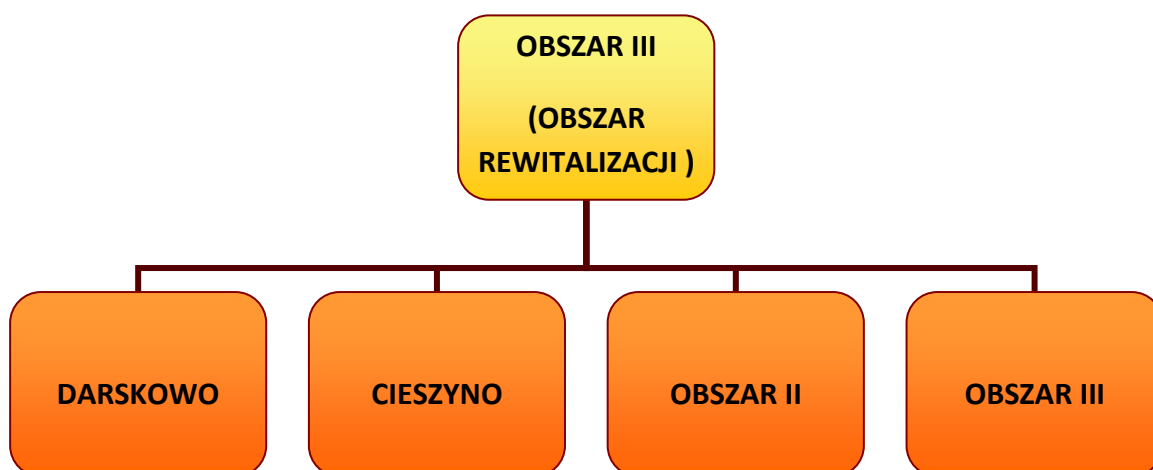 OBSZAR III
(OBSZAR
REWITALIZACJI )
DARSKOWO
CIESZYNO
OBSZAR II
OBSZAR III